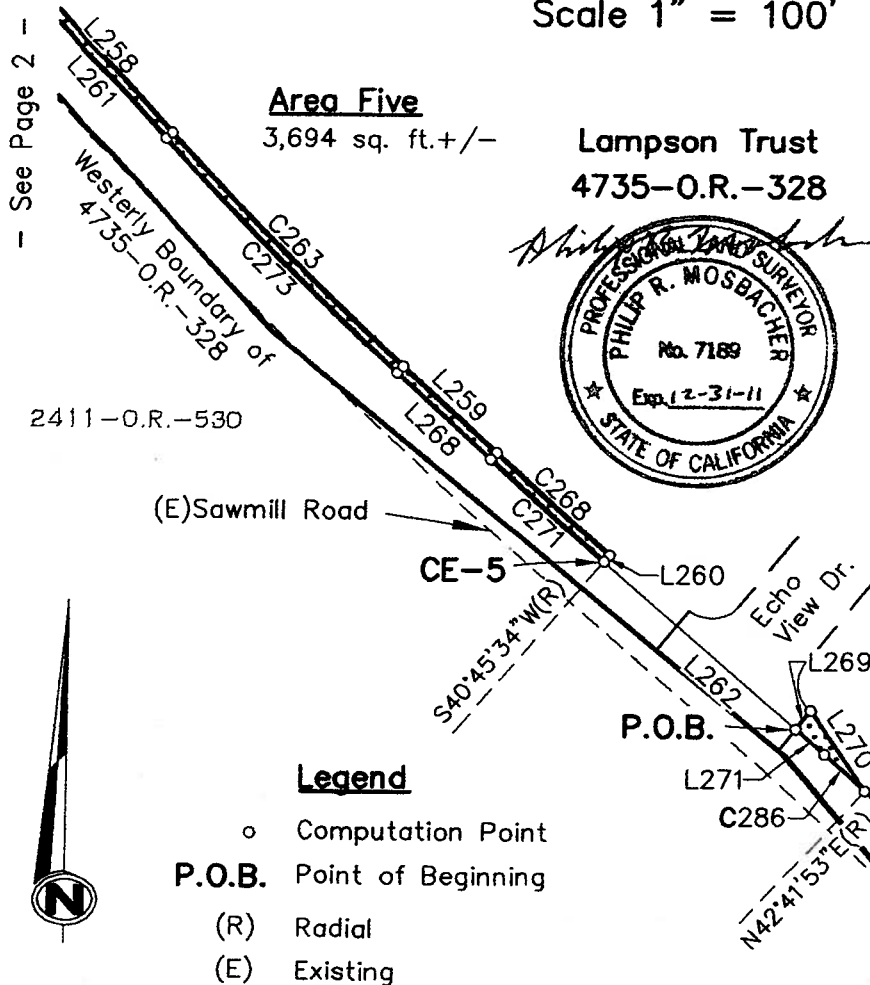 Scale 1" = 100'
- See Page 2 -
L258
L261
Area Five
3,694 sq. ft.+/-
Lampson Trust
4735-O.R.-328
PROFESSIONAL LAND SURVEYOR
PHILIP R. MOSBACHER
No. 7189
Exp. 12-31-11
STATE OF CALIFORNIA
Westerly Boundary of
4735-O.R.-328
C263
C273
L259
L268
2411-O.R.-530
(E)Sawmill Road
C268
C271
CE-5
L260
Echo
View Dr.
S40°45'34"W(R)
L262
L269
P.O.B.
L270
L271
C286
N42°41'53"E(R)
Legend
Computation Point
P.O.B. Point of Beginning
(R) Radial
(E) Existing
N